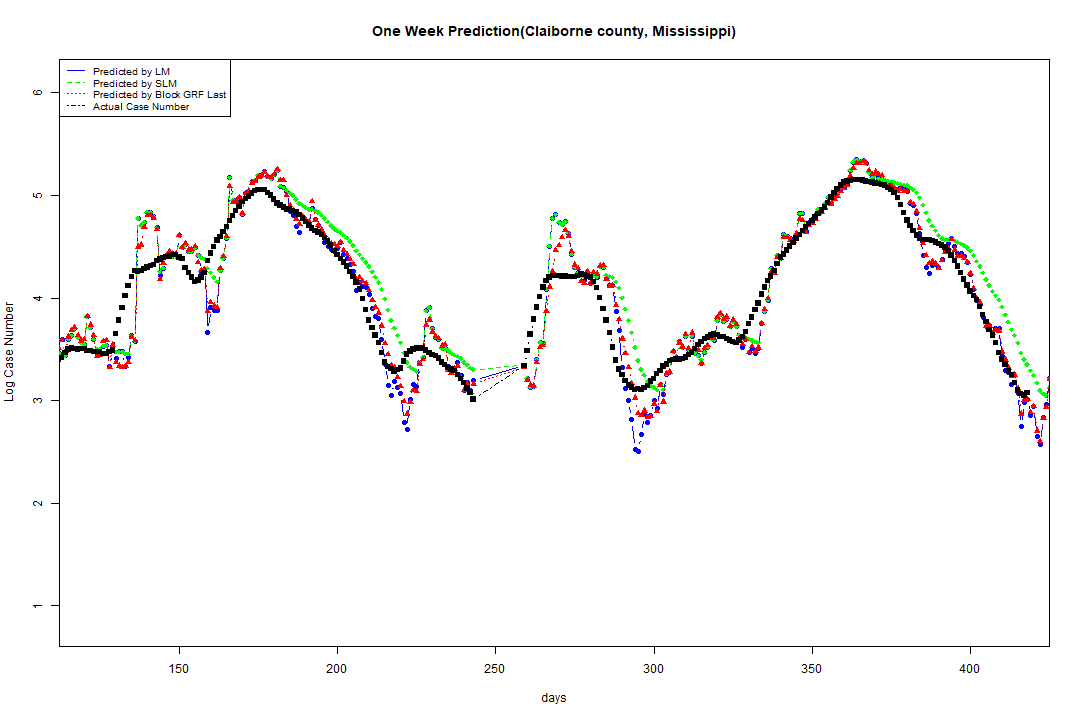 One Week Prediction(Claiborne county, Mississippi)
Predicted by LM
Predicted by SLM
Predicted by Block GRF Last
Actual Case Number
6
5
4
3
2
1
Log Case Number
150 200 250 300 350 400
days